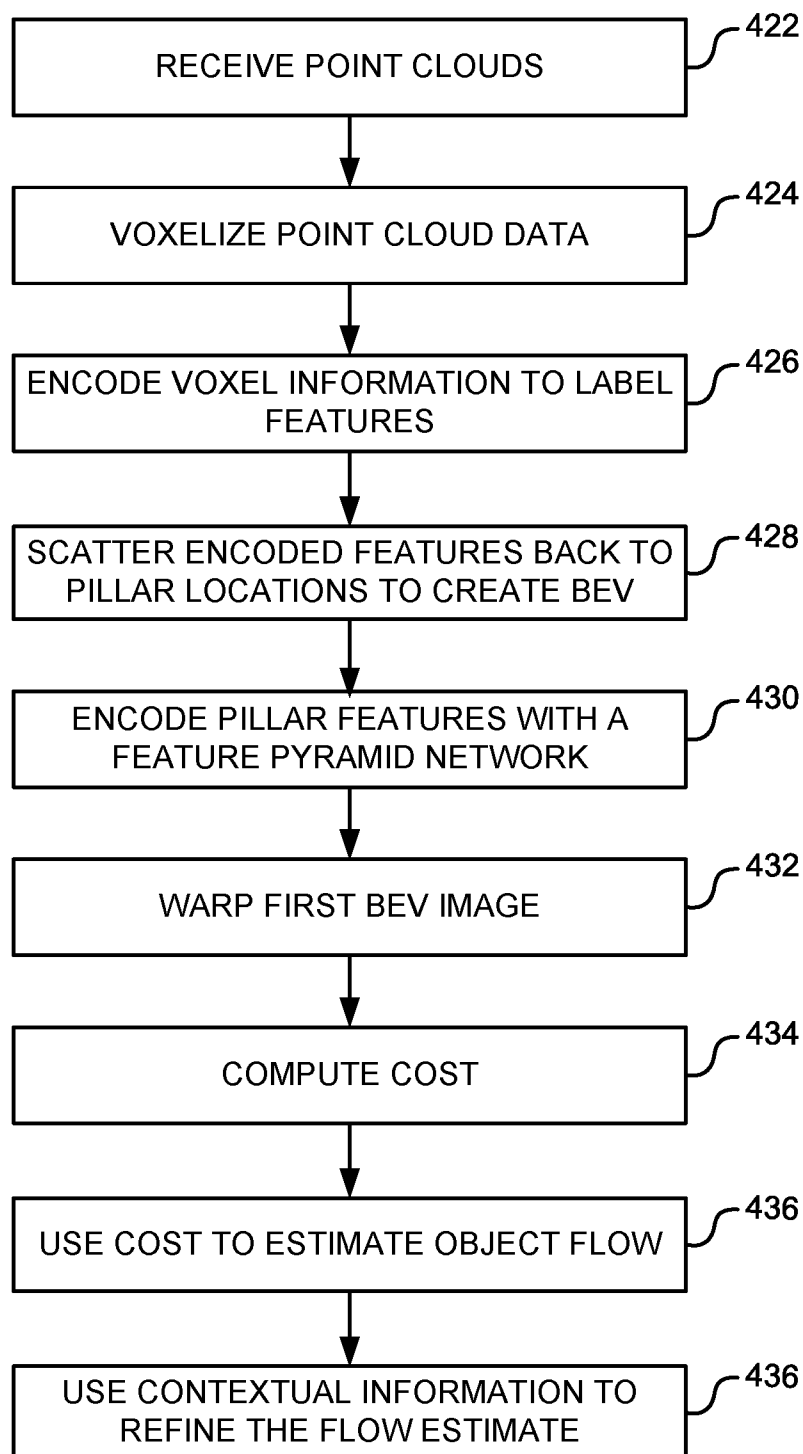 422
RECEIVE POINT CLOUDS
424
VOXELIZE POINT CLOUD DATA
426
ENCODE VOXEL INFORMATION TO LABEL
FEATURES
428
SCATTER ENCODED FEATURES BACK TO
PILLAR LOCATIONS TO CREATE BEV
430
ENCODE PILLAR FEATURES WITH A
FEATURE PYRAMID NETWORK
432
WARP FIRST BEV IMAGE
434
COMPUTE COST
436
USE COST TO ESTIMATE OBJECT FLOW
436
USE CONTEXTUAL INFORMATION TO
REFINE THE FLOW ESTIMATE